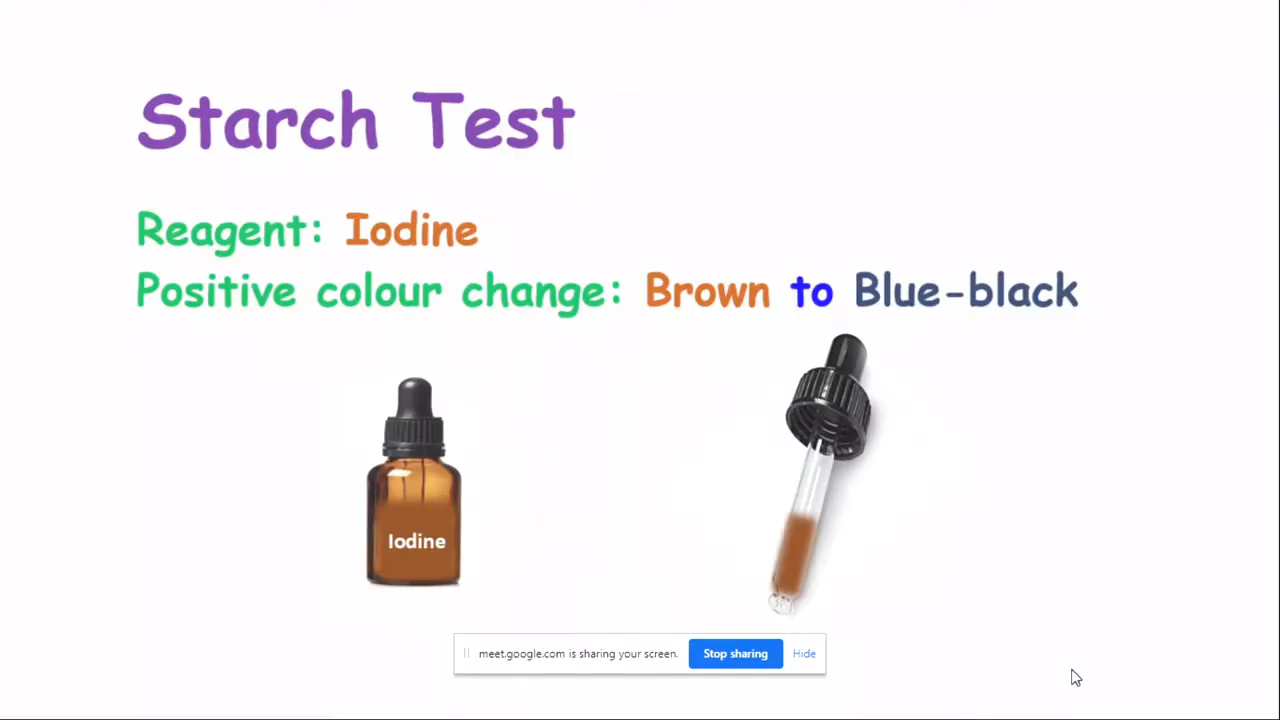 Starch Test
Reagent: Iodine
Positive colour change: Brown to Blue-black
Iodine
meet.google.com is sharing your screen. Stop sharing Hide